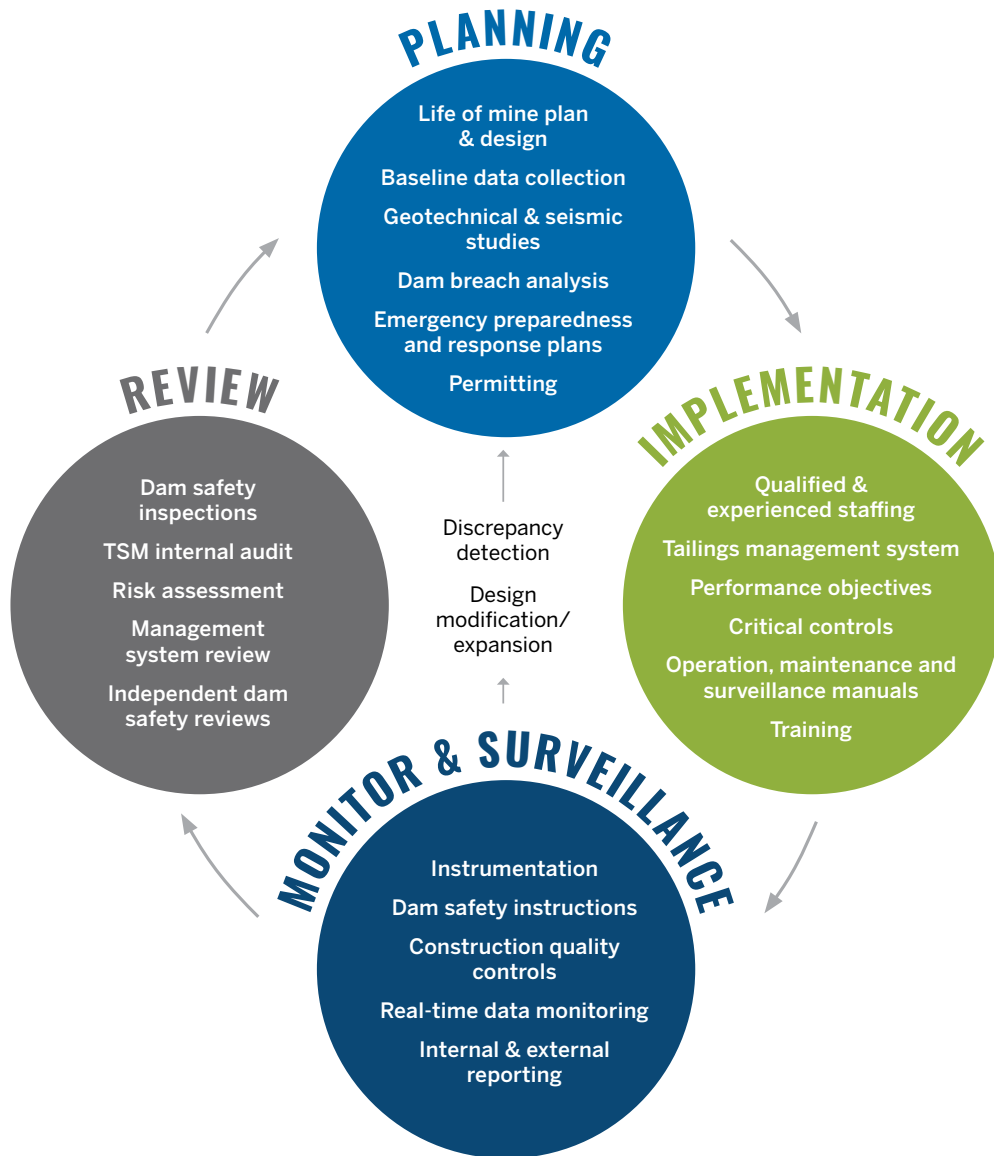 PLANNING
Life of mine plan
& design
Baseline data collection
Geotechnical & seismic
studies
Dam breach analysis
Emergency preparedness
and response plans
Permitting
IMPLEMENTATION
Qualified &
experienced staffing
Tailings management system
Performance objectives
Critical controls
Operation, maintenance and
surveillance manuals
Training
MONITOR & SURVEILLANCE
Instrumentation
Dam safety instructions
Construction quality
controls
Real-time data monitoring
Internal & external
reporting
REVIEW
Dam safety
inspections
TSM internal audit
Risk assessment
Management
system review
Independent dam
safety reviews
Discrepancy
detection
Design
modification/
expansion